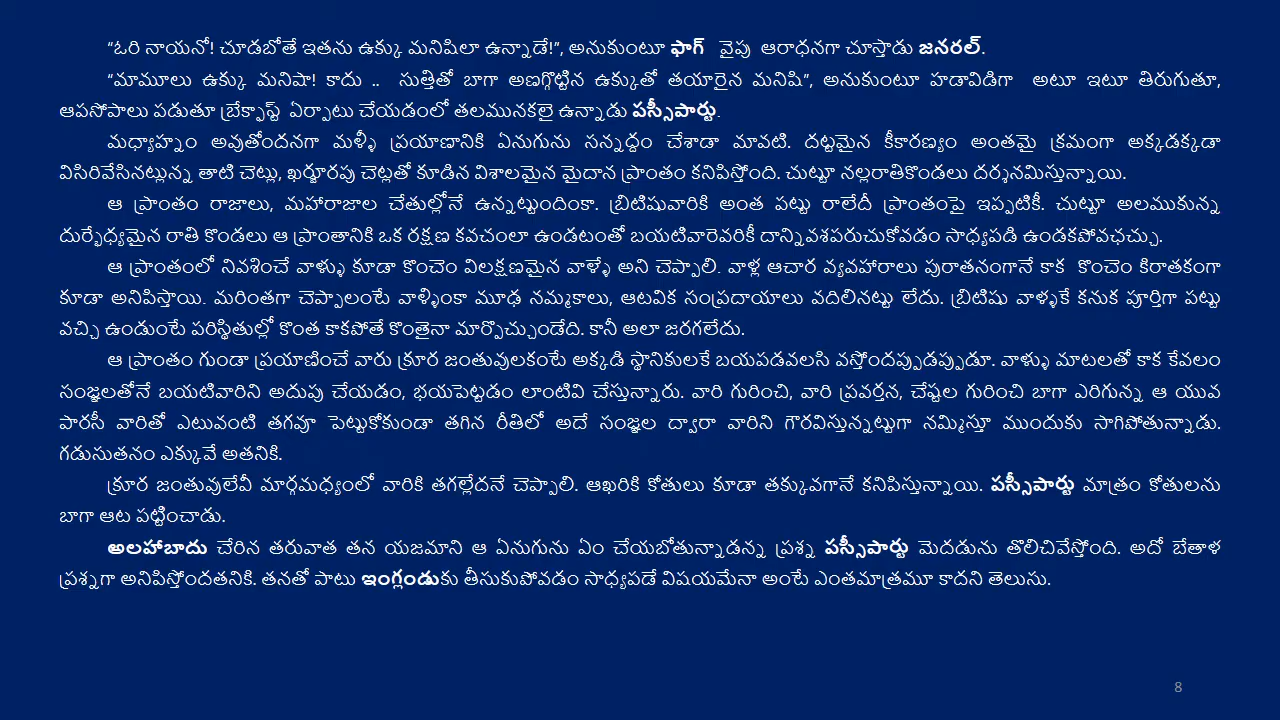 “ఓరి నాయనో! చూడబోతే ఇతను ఉక్కు మనిషిలా ఉన్నాడే!”, అనుకుంటూ ఫాగ్ వైపు ఆరాధనగా చూస్తాడు జనరల్.
“మామూలు ఉక్కు మనిషా! కాదు .. సుత్తితో బాగా అణగ్గొట్టిన ఉక్కుతో తయారైన మనిషి”, అనుకుంటూ హడావిడిగా అటూ ఇటూ తిరుగుతూ,
ఆపసోపాలు పడుతూ బ్రేక్ఫాస్ట్ ఏర్పాటు చేయడంలో తలమునకలై ఉన్నాడు పస్సీపార్టు.
మధ్యాహ్నం అవుతోందనగా మళ్ళీ ప్రయాణానికి ఏనుగును సన్నద్ధం చేశాడా మావటి. దట్టమైన కీకారణ్యం అంతమై క్రమంగా అక్కడక్కడా
విసిరివేసినట్లున్న తాటి చెట్లు, ఖర్జూరపు చెట్లతో కూడిన విశాలమైన మైదాన ప్రాంతం కనిపిస్తోంది. చుట్టూ నల్లరాతికొండలు దర్శనమిస్తున్నాయి.
ఆ ప్రాంతం రాజులు, మహారాజుల చేతుల్లోనే ఉన్నట్టుందింకా. బ్రిటిషువారికి అంత పట్టు రాలేదీ ప్రాంతంపై ఇప్పటికీ. చుట్టూ అలముకున్న
దుర్భేధ్యమైన రాతి కొండలు ఆ ప్రాంతానికి ఒక రక్షణ కవచంలా ఉండటంతో బయటివారెవరికీ దాన్నివశపరుచుకోవడం సాధ్యపడి ఉండకపోవచ్చు.
ఆ ప్రాంతంలో నివశించే వాళ్ళు కూడా కొంచెం విలక్షణమైన వాళ్ళే అని చెప్పాలి. వాళ్ల ఆచార వ్యవహారాలు పురాతనంగానే కాక కొంచెం కిరాతకంగా
కూడా అనిపిస్తాయి. మరింతగా చెప్పాలంటే వాళ్ళింకా మూఢ నమ్మకాలు, ఆటవిక సంప్రదాయాలు వదిలినట్టు లేదు. బ్రిటిషు వాళ్ళకే కనుక పూర్తిగా పట్టు
వచ్చి ఉండుంటే పరిస్థితుల్లో కొంత కాకపోతే కొంతైనా మార్పొచ్చుండేది. కానీ అలా జరగలేదు.
ఆ ప్రాంతం గుండా ప్రయాణించే వారు క్రూర జంతువులకంటే అక్కడి స్థానికులకే బయపడవలసి వస్తోందప్పుడప్పుడూ. వాళ్ళు మాటలతో కాక కేవలం
సంజ్ఞలతోనే బయటివారిని అదుపు చేయడం, భయపెట్టడం లాంటివి చేస్తున్నారు. వారి గురించి, వారి ప్రవర్తన, చేష్టల గురించి బాగా ఎరిగున్న ఆ యువ
పారసీ వారితో ఎటువంటి తగవూ పెట్టుకోకుండా తగిన రీతిలో అదే సంజ్ఞల ద్వారా వారిని గౌరవిస్తున్నట్టుగా నమ్మిస్తూ ముందుకు సాగిపోతున్నాడు.
గడుసుతనం ఎక్కువే అతనికి.
క్రూర జంతువులేవీ మార్గమధ్యంలో వారికి తగల్లేదనే చెప్పాలి. ఆఖరికి కోతులు కూడా తక్కువగానే కనిపిస్తున్నాయి. పస్సీపార్టు మాత్రం కోతులను
బాగా ఆట పట్టించాడు.
అలహాబాదు చేరిన తరువాత తన యజమాని ఆ ఏనుగును ఏం చేయబోతున్నాడన్న ప్రశ్న పస్సీపార్టు మెదడును తొలిచివేస్తోంది. అదో బేతాళ
ప్రశ్నగా అనిపిస్తోందతనికి. తనతో పాటు ఇంగ్లండుకు తీసుకుపోవడం సాధ్యపడే విషయమేనా అంటే ఎంతమాత్రమూ కాదని తెలుసు.
8